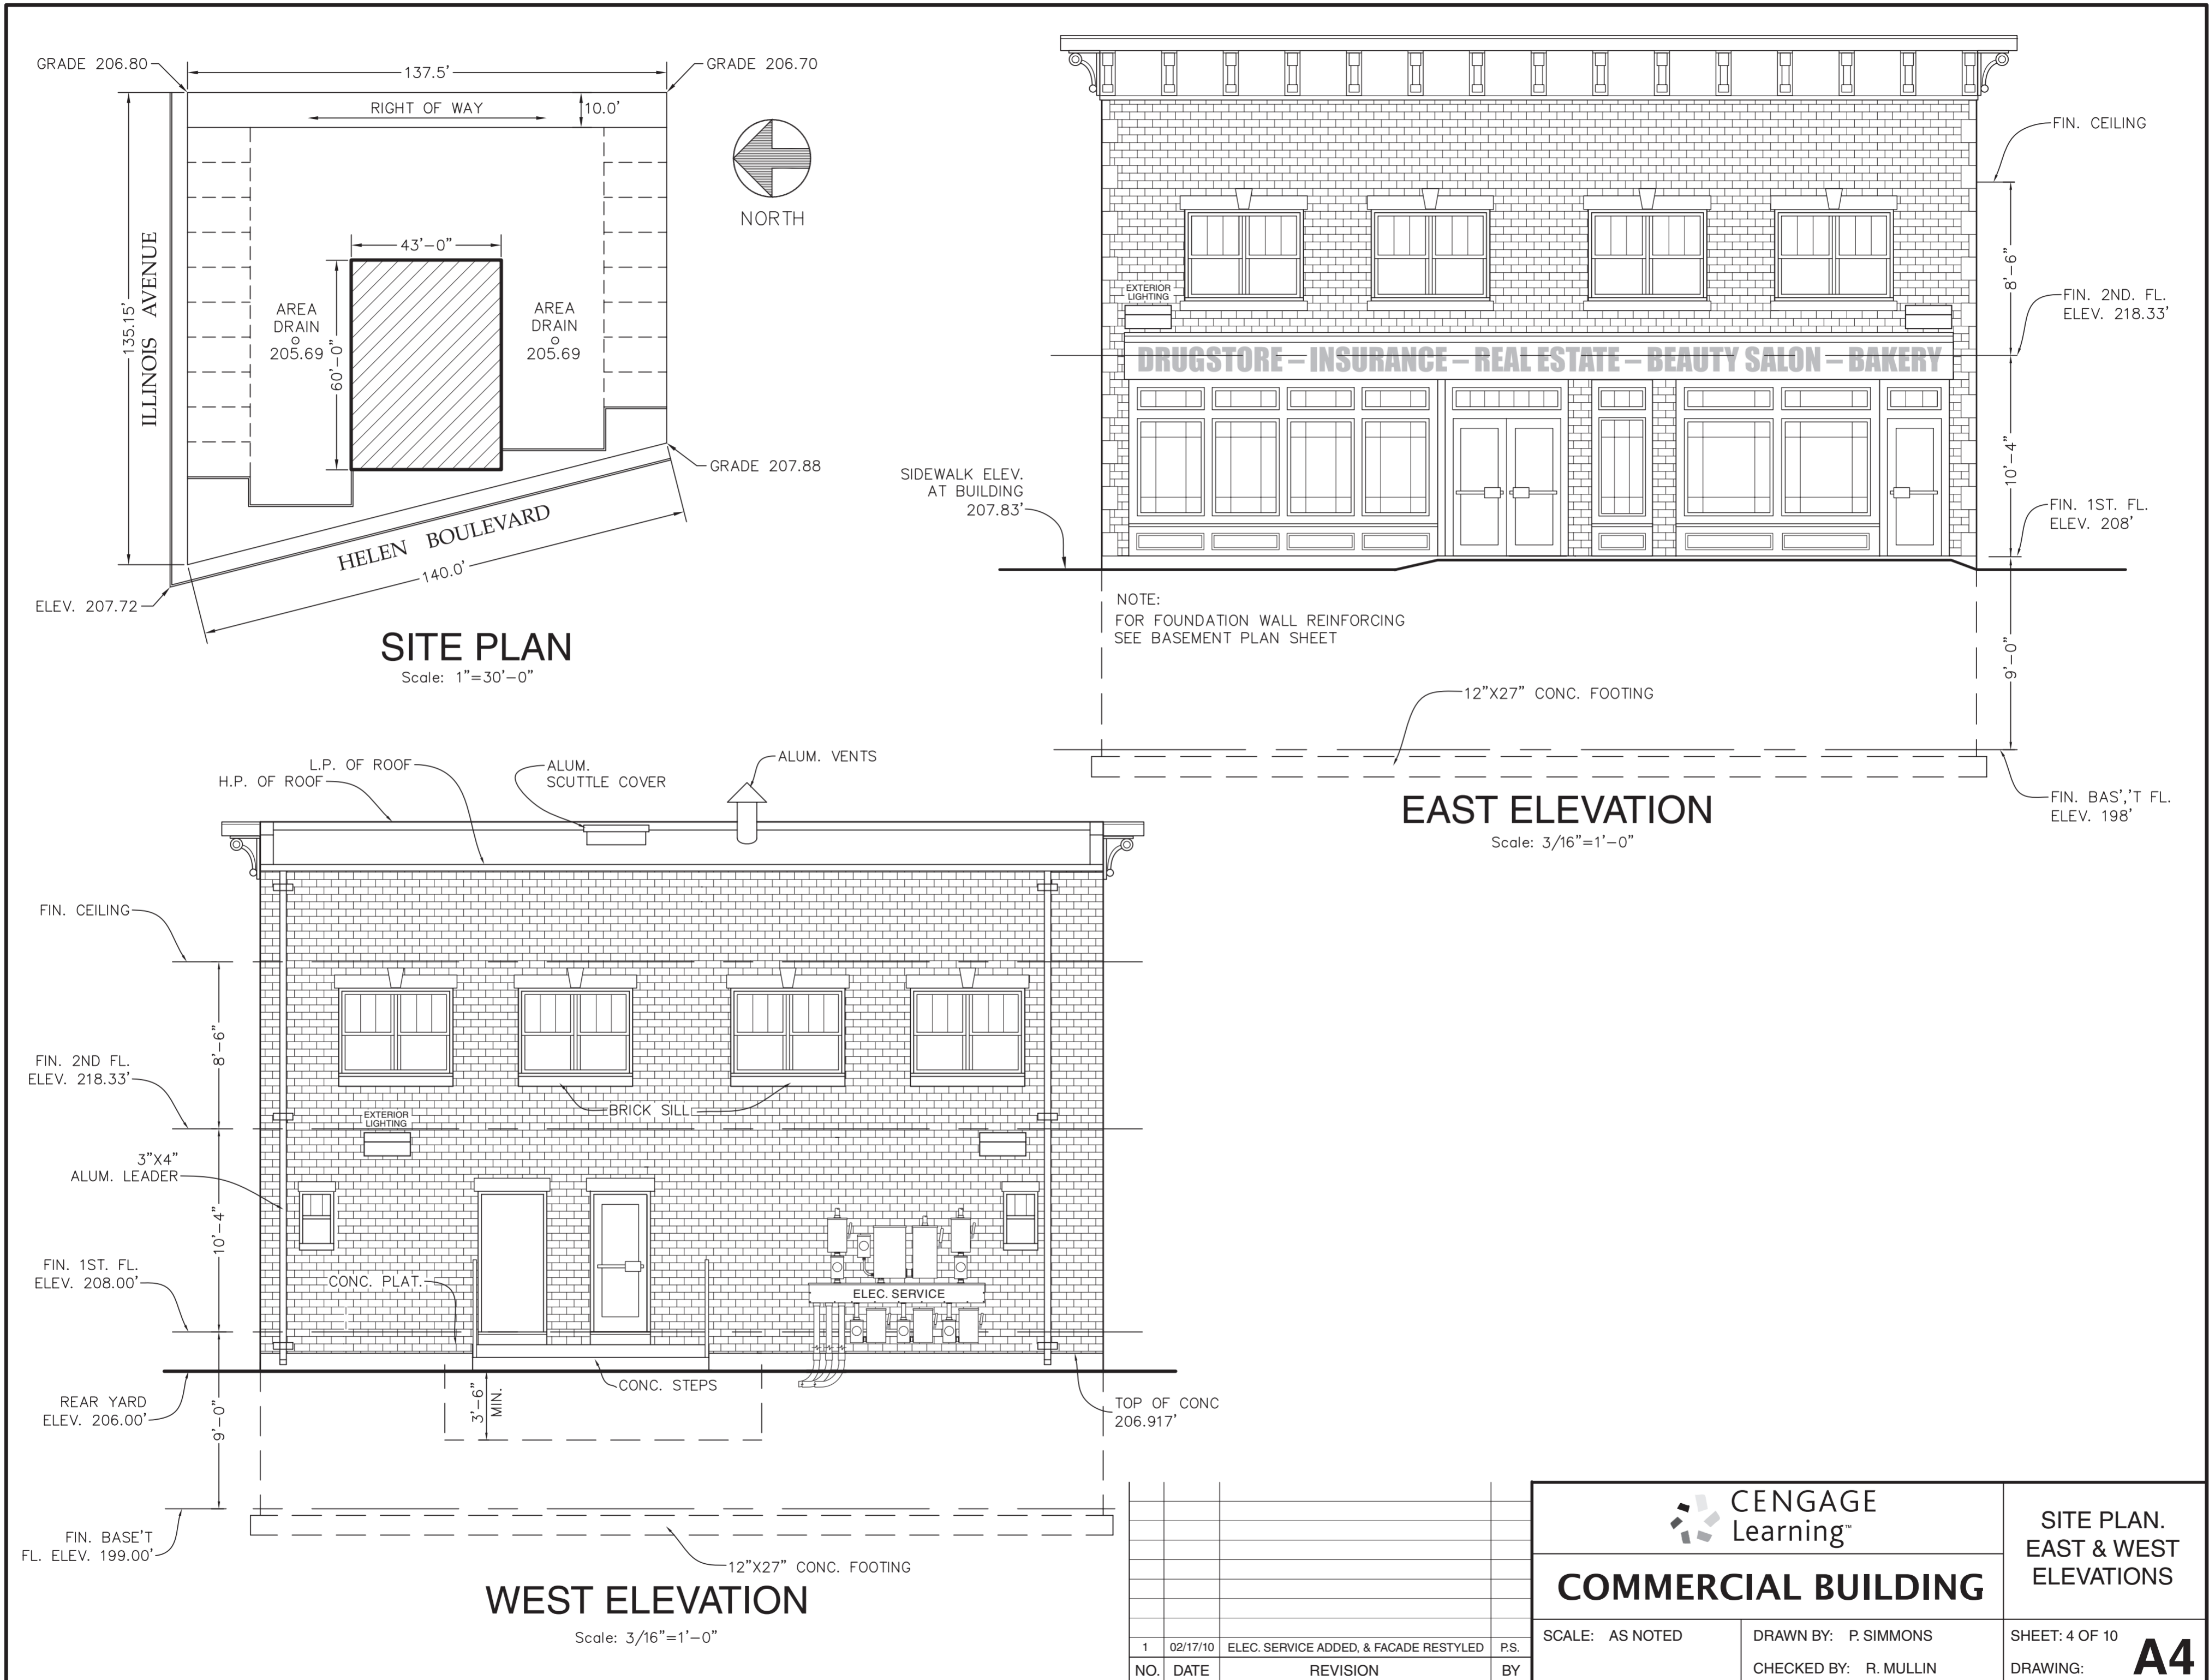 GRADE 206.80
137.5'
GRADE 206.70
RIGHT OF WAY
10.0'
NORTH
ILLINOIS AVENUE
135.15'
43'-0"
60'-0"
AREA
DRAIN
205.69
AREA
DRAIN
205.69
GRADE 207.88
HELEN BOULEVARD
140.0'
ELEV. 207.72
SITE PLAN
Scale: 1"=30'-0"
FIN. CEILING
8'-6"
EXTERIOR
LIGHTING
FIN. 2ND. FL.
ELEV. 218.33'
DRUGSTORE – INSURANCE – REAL ESTATE – BEAUTY SALON – BAKERY
10'-4"
SIDEWALK ELEV.
AT BUILDING
207.83'
FIN. 1ST. FL.
ELEV. 208'
NOTE:
FOR FOUNDATION WALL REINFORCING
SEE BASEMENT PLAN SHEET
9'-0"
12"X27" CONC. FOOTING
FIN. BAS','T FL.
ELEV. 198'
EAST ELEVATION
Scale: 3/16"=1'-0"
L.P. OF ROOF
H.P. OF ROOF
ALUM.
SCUTTLE COVER
ALUM. VENTS
FIN. CEILING
8'-6"
FIN. 2ND FL.
ELEV. 218.33'
BRICK SILL
EXTERIOR
LIGHTING
3"X4"
ALUM. LEADER
10'-4"
FIN. 1ST. FL.
ELEV. 208.00'
CONC. PLAT.
ELEC. SERVICE
CONC. STEPS
3'-6"
MIN.
REAR YARD
ELEV. 206.00'
9'-0"
TOP OF CONC
206.917'
FIN. BASE'T
FL. ELEV. 199.00'
12"X27" CONC. FOOTING
WEST ELEVATION
Scale: 3/16"=1'-0"
1 02/17/10 ELEC. SERVICE ADDED, & FACADE RESTYLED P.S.
NO. DATE REVISION BY
CENGAGE
Learning™
COMMERCIAL BUILDING
SCALE: AS NOTED
DRAWN BY: P. SIMMONS
CHECKED BY: R. MULLIN
SITE PLAN.
EAST & WEST
ELEVATIONS
SHEET: 4 OF 10
DRAWING: A4